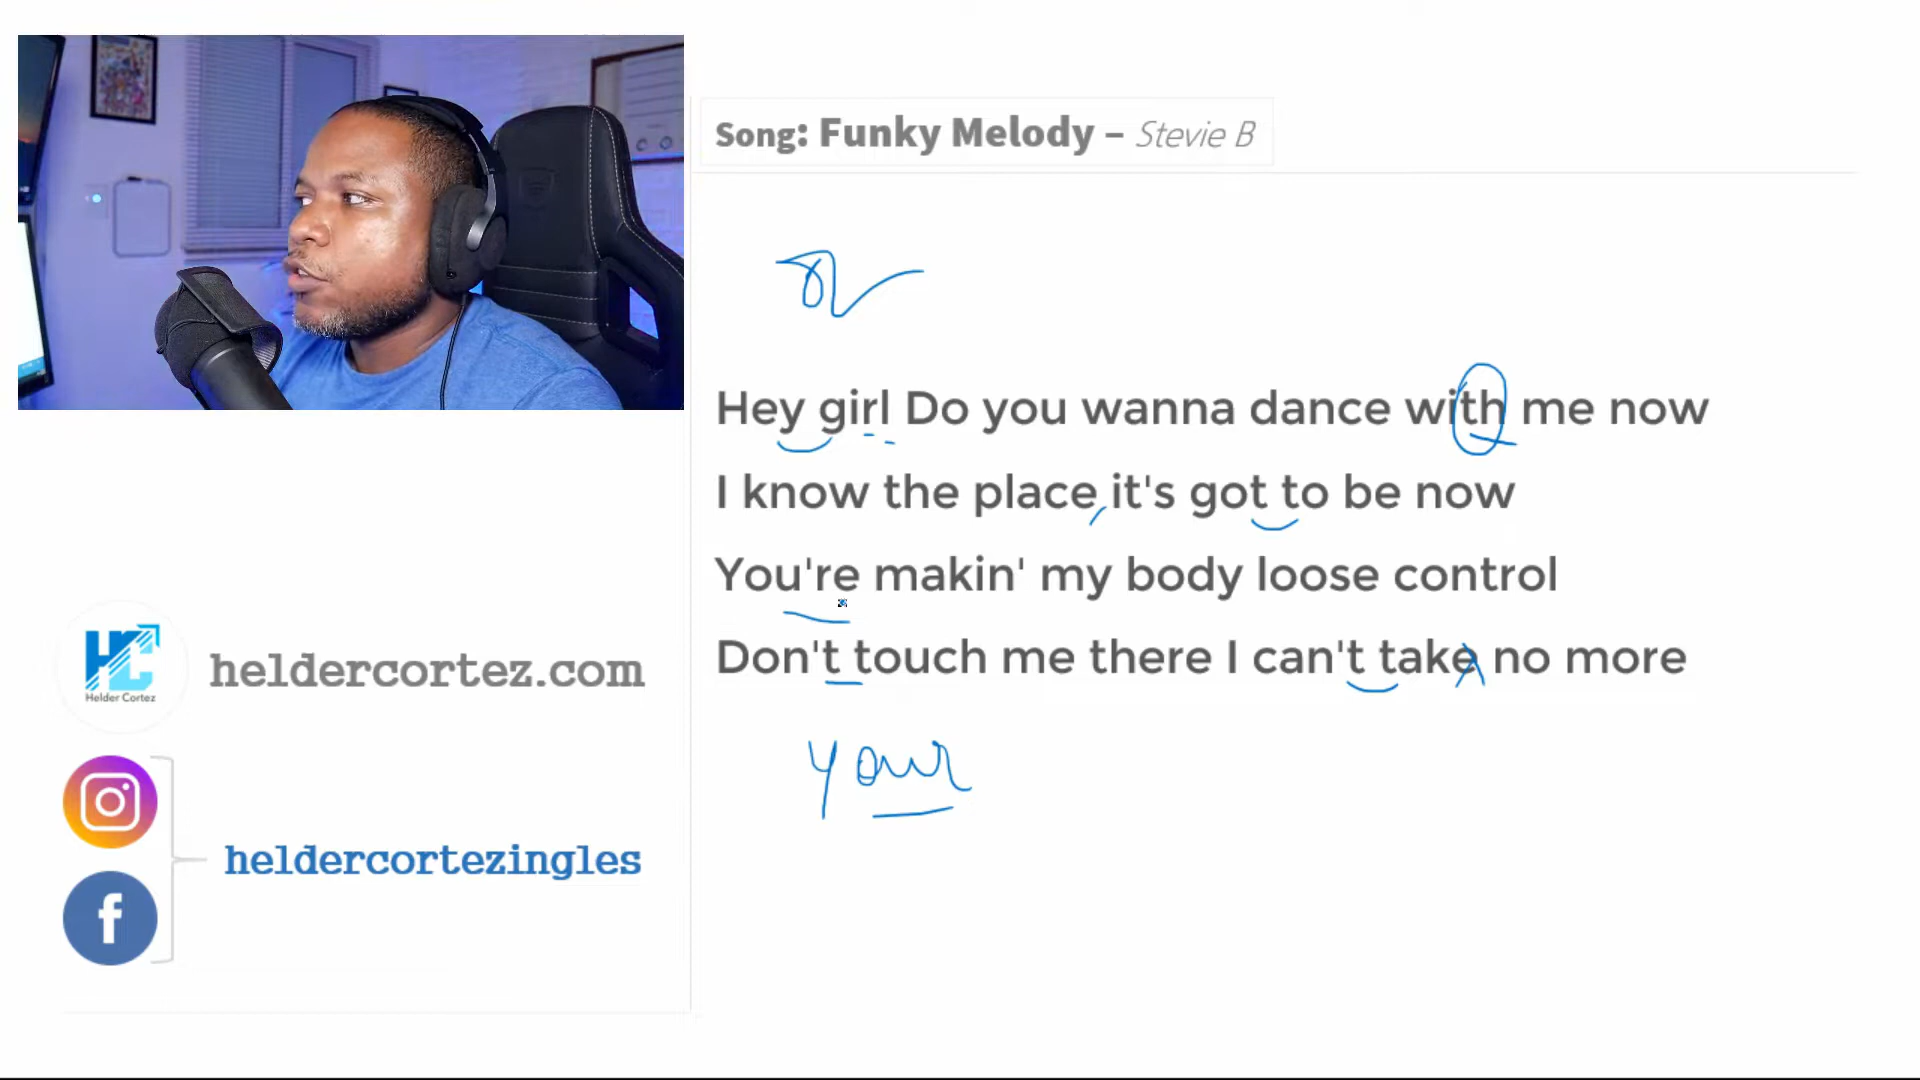 Song: Funky Melody – Stevie B
Hey girl Do you wanna dance with me now
I know the place, it's got to be now
You're makin' my body loose control
Don't touch me there I can't take no more
your
HC
Helder Cortez
heldercortez.com
heldercortezingles
f